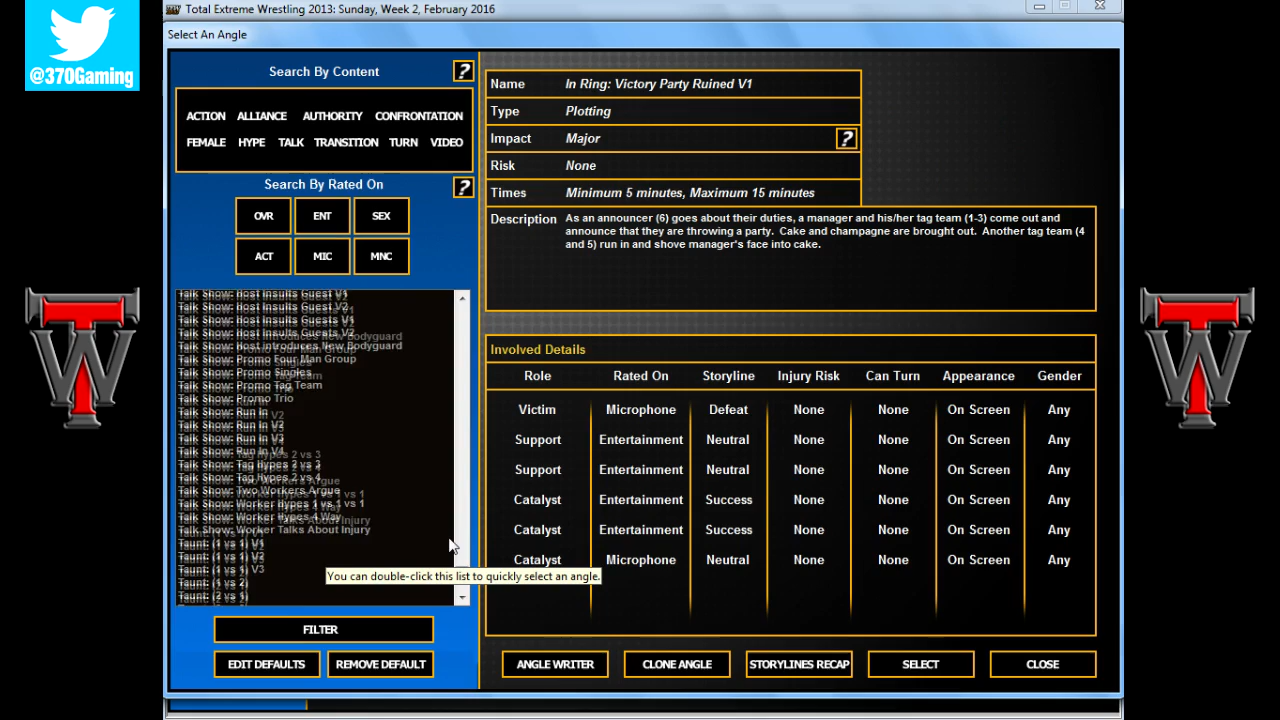 Total Extreme Wrestling 2013: Sunday, Week 2, February 2016
@370Gaming
Select An Angle
Search By Content
?
ACTION ALLIANCE AUTHORITY CONFRONTATION
FEMALE HYPE TALK TRANSITION TURN VIDEO
Search By Rated On
?
OVR ENT SEX
ACT MIC MNC
Talk Show: Host Insults Guest V1
Talk Show: Host Insults Guest V2
Talk Show: Host Insults Guests V1
Talk Show: Host Insults Guests V2
Talk Show: Host Introduces New Bodyguard
Talk Show: Promo Four Man Group
Talk Show: Promo Singles
Talk Show: Promo Tag Team
Talk Show: Promo Trio
Talk Show: Run In
Talk Show: Run In V2
Talk Show: Run In V3
Talk Show: Run In V4
Talk Show: Tag Hypes 2 vs 3
Talk Show: Tag Hypes 2 vs 4
Talk Show: Two Workers Argue
Talk Show: Worker Hypes 1 vs 1 vs 1
Talk Show: Worker Hypes 4 Way
Talk Show: Worker Talks About Injury
Taunt: (1 vs 1) V1
Taunt: (1 vs 1) V2
Taunt: (1 vs 1) V3
Taunt: (1 vs 2)
You can double-click this list to quickly select an angle.
FILTER
EDIT DEFAULTS REMOVE DEFAULT
Name In Ring: Victory Party Ruined V1
Type Plotting
Impact Major ?
Risk None
Times Minimum 5 minutes, Maximum 15 minutes
Description As an announcer (6) goes about their duties, a manager and his/her tag team (1-3) come out and
announce that they are throwing a party. Cake and champagne are brought out. Another tag team (4
and 5) run in and shove manager's face into cake.
Involved Details
Role Rated On Storyline Injury Risk Can Turn Appearance Gender
Victim Microphone Defeat None None On Screen Any
Support Entertainment Neutral None None On Screen Any
Support Entertainment Neutral None None On Screen Any
Catalyst Entertainment Success None None On Screen Any
Catalyst Entertainment Success None None On Screen Any
Catalyst Microphone Neutral None None On Screen Any
ANGLE WRITER CLONE ANGLE STORYLINES RECAP SELECT CLOSE